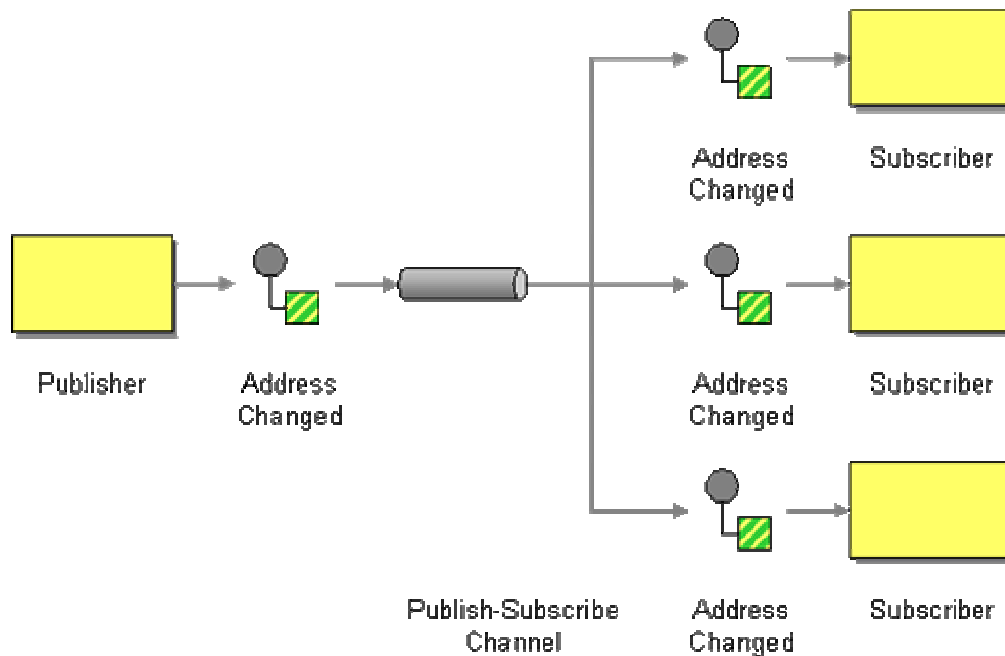 Address
Changed
Subscriber
Publisher
Address
Changed
Address
Changed
Subscriber
Publish-Subscribe
Channel
Address
Changed
Subscriber